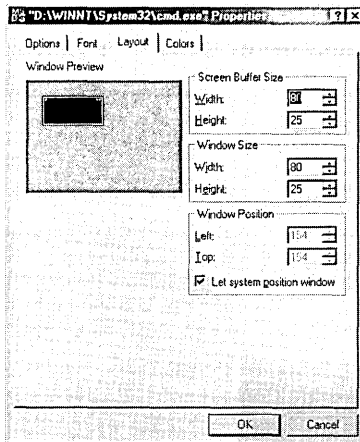 "D:\WINNT\System32\cmd.exe" Properties
Options Font Layout Colors
Window Preview
Screen Buffer Size
Width: 80
Height: 25
Window Size
Width: 80
Height: 25
Window Position
Left: 154
Top: 154
Let system position window
OK Cancel